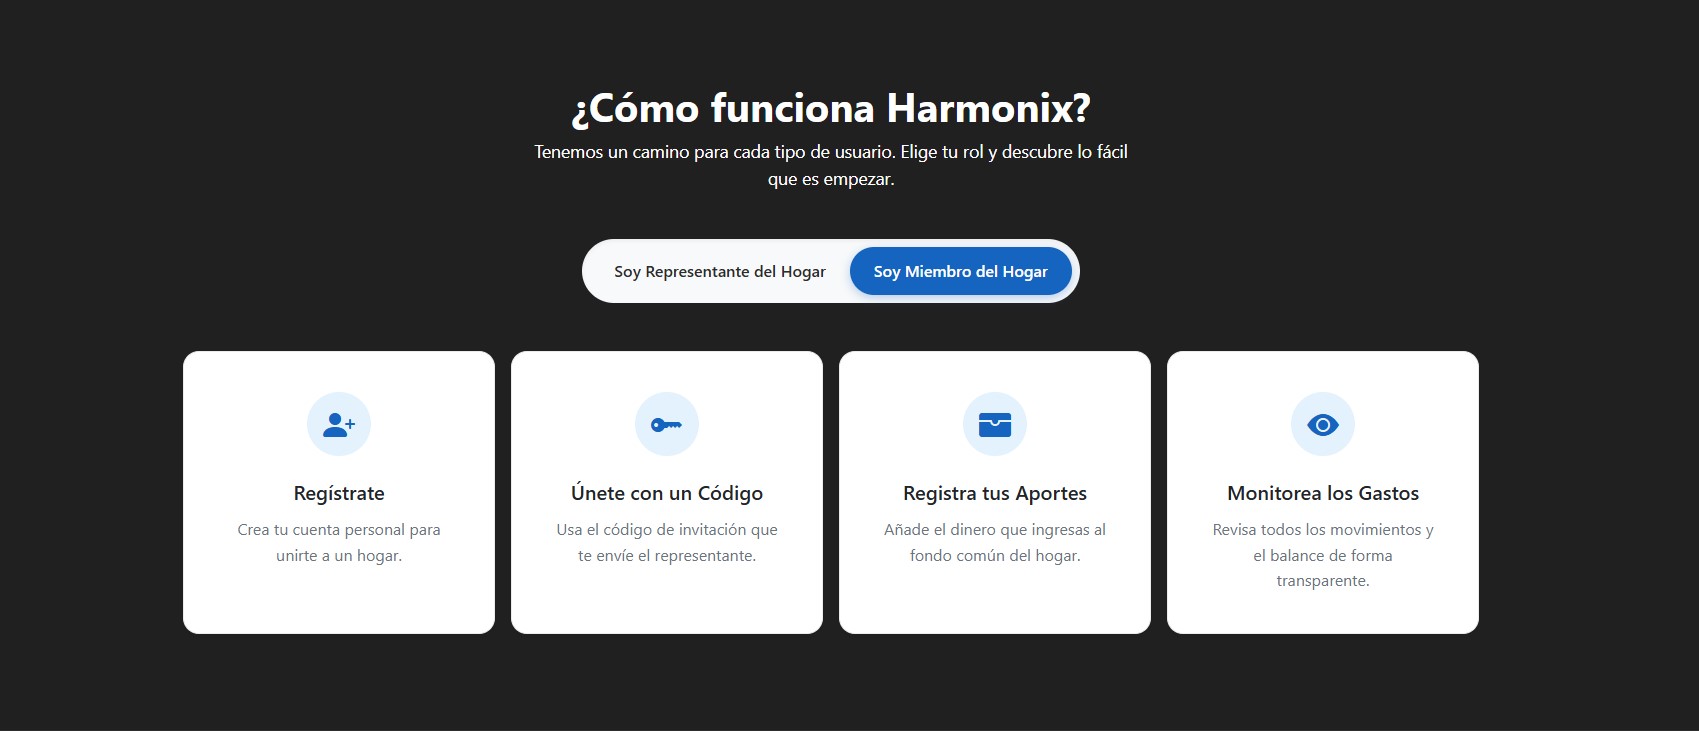 ¿Cómo funciona Harmonix?
Tenemos un camino para cada tipo de usuario. Elige tu rol y descubre lo fácil
que es empezar.
Soy Representante del Hogar
Soy Miembro del Hogar
Regístrate
Crea tu cuenta personal para
unirte a un hogar.
Únete con un Código
Usa el código de invitación que
te envíe el representante.
Registra tus Aportes
Añade el dinero que ingresas al
fondo común del hogar.
Monitorea los Gastos
Revisa todos los movimientos y
el balance de forma
transparente.